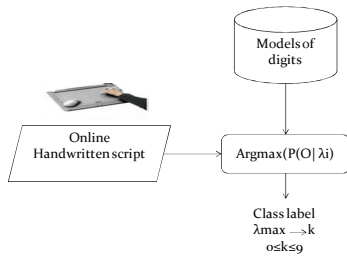 Models of
digits
Online
Handwritten script
Argmax(P(O| λi)
Class label
λmax →k
0≤k≤9